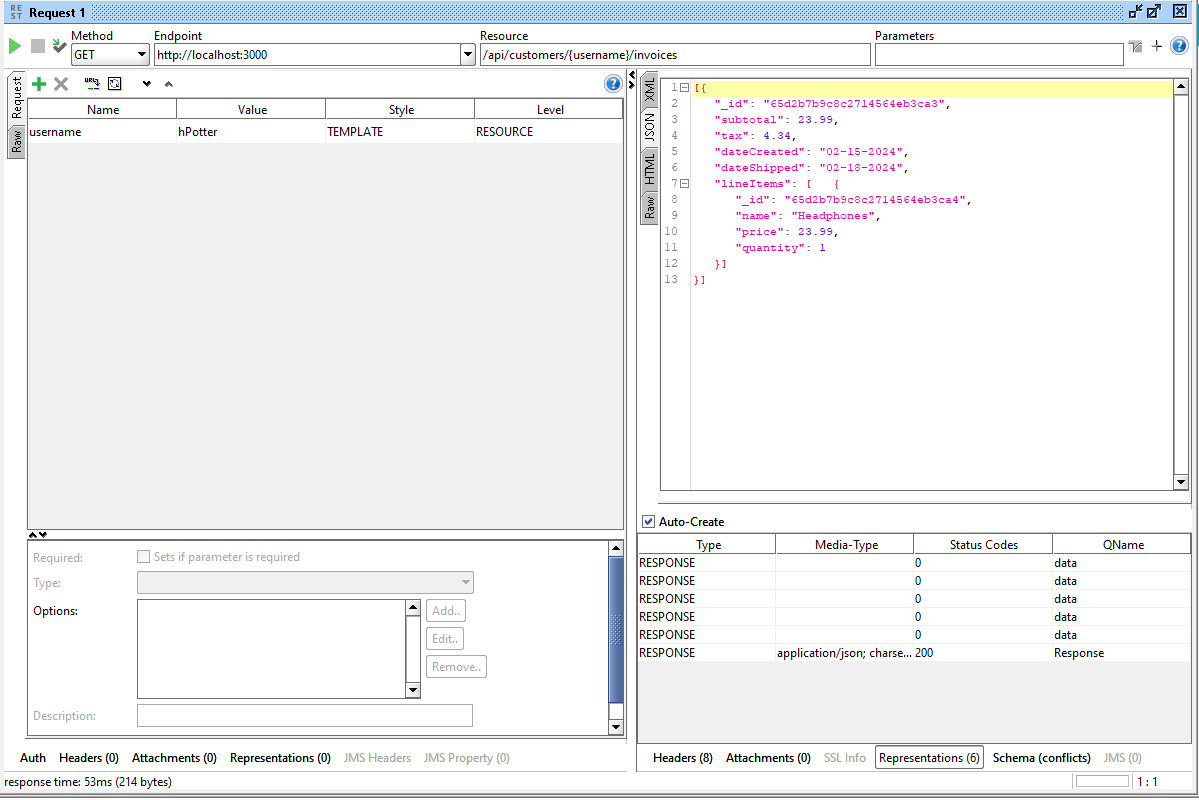 RE
ST
Request 1
Method
Endpoint
Resource
Parameters
GET
http://localhost:3000
/api/customers/{username}/invoices
Request
Raw
Name Value Style Level
username hPotter TEMPLATE RESOURCE
Required: Sets if parameter is required
Type:
Options:
Add..
Edit..
Remove..
Description:
Auth Headers (0) Attachments (0) Representations (0) JMS Headers JMS Property (0)
XML
JSON
HTML
Raw
1 [{
2 "_id": "65d2b7b9c8c2714564eb3ca3",
3 "subtotal": 23.99,
4 "tax": 4.34,
5 "dateCreated": "02-15-2024",
6 "dateShipped": "02-18-2024",
7 "lineItems": [ {
8 "_id": "65d2b7b9c8c2714564eb3ca4",
9 "name": "Headphones",
10 "price": 23.99,
11 "quantity": 1
12 }]
13 }]
Auto-Create
Type Media-Type Status Codes QName
RESPONSE 0 data
RESPONSE 0 data
RESPONSE 0 data
RESPONSE 0 data
RESPONSE 0 data
RESPONSE application/json; charse... 200 Response
Headers (8) Attachments (0) SSL Info Representations (6) Schema (conflicts) JMS (0)
response time: 53ms (214 bytes)
1 : 1